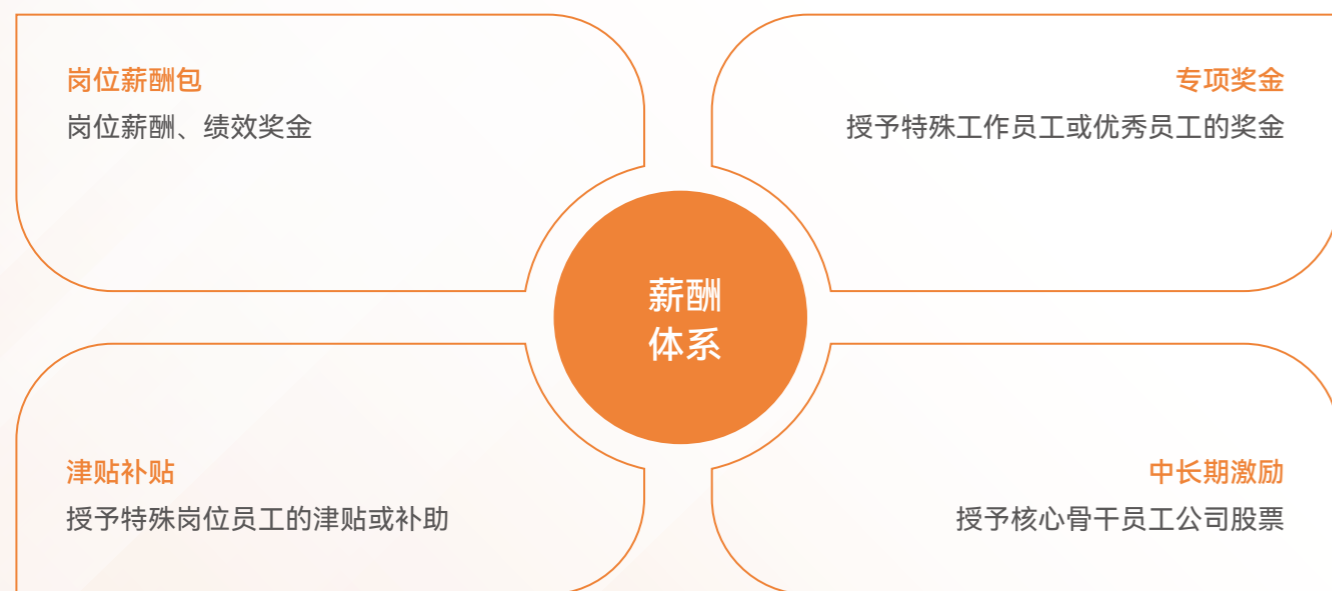 岗位薪酬包
岗位薪酬、绩效奖金
专项奖金
授予特殊工作员工或优秀员工的奖金
薪酬
体系
津贴补贴
授予特殊岗位员工的津贴或补助
中长期激励
授予核心骨干员工公司股票